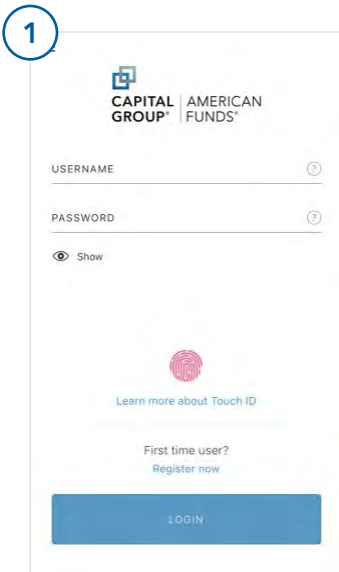 1
CAPITAL GROUP® | AMERICAN FUNDS®
USERNAME ?
PASSWORD ?
Show
Learn more about Touch ID
First time user?
Register now
LOGIN